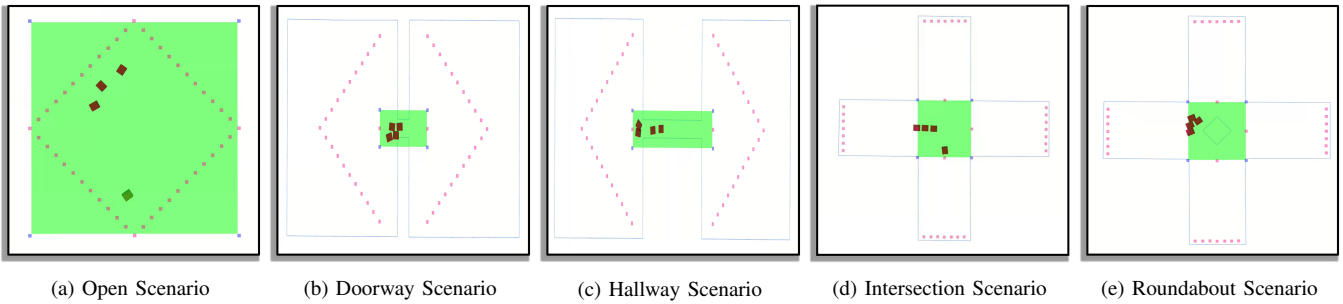 (a) Open Scenario
(b) Doorway Scenario
(c) Hallway Scenario
(d) Intersection Scenario
(e) Roundabout Scenario